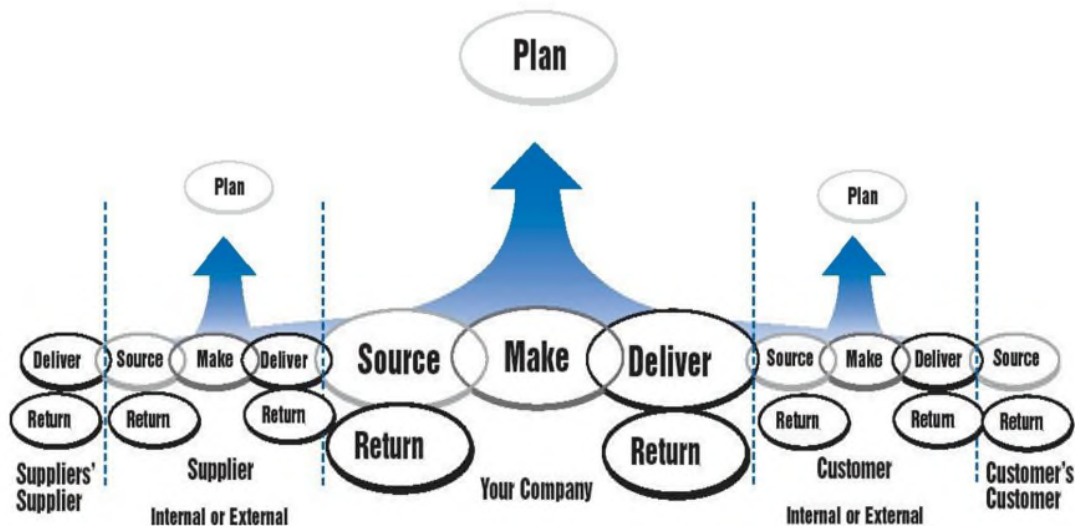 Plan
Plan
Plan
Deliver
Source
Make
Deliver
Source
Make
Deliver
Source
Make
Deliver
Source
Return
Return
Return
Return
Return
Return
Return
Return
Suppliers'
Supplier
Supplier
Internal or External
Your Company
Customer
Internal or External
Customer's
Customer